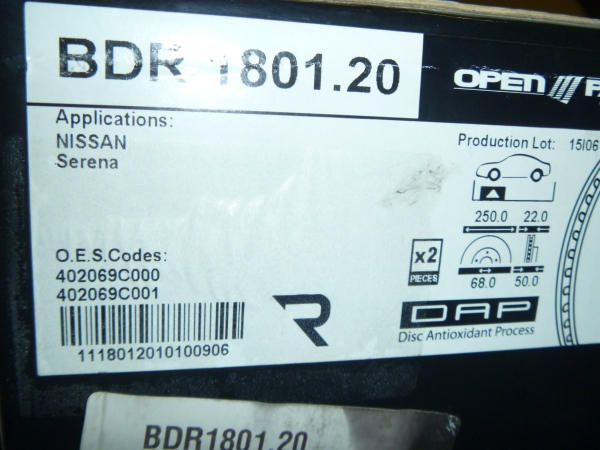 BDR 1801.20
OPEN
Applications:
NISSAN
Serena
Production Lot: 15I06
250.0 22.0
x2
PIECES
68.0 50.0
O.E.S.Codes:
402069C000
402069C001
1118012010100906
R
DAP
Disc Antioxidant Process
BDR1801.20